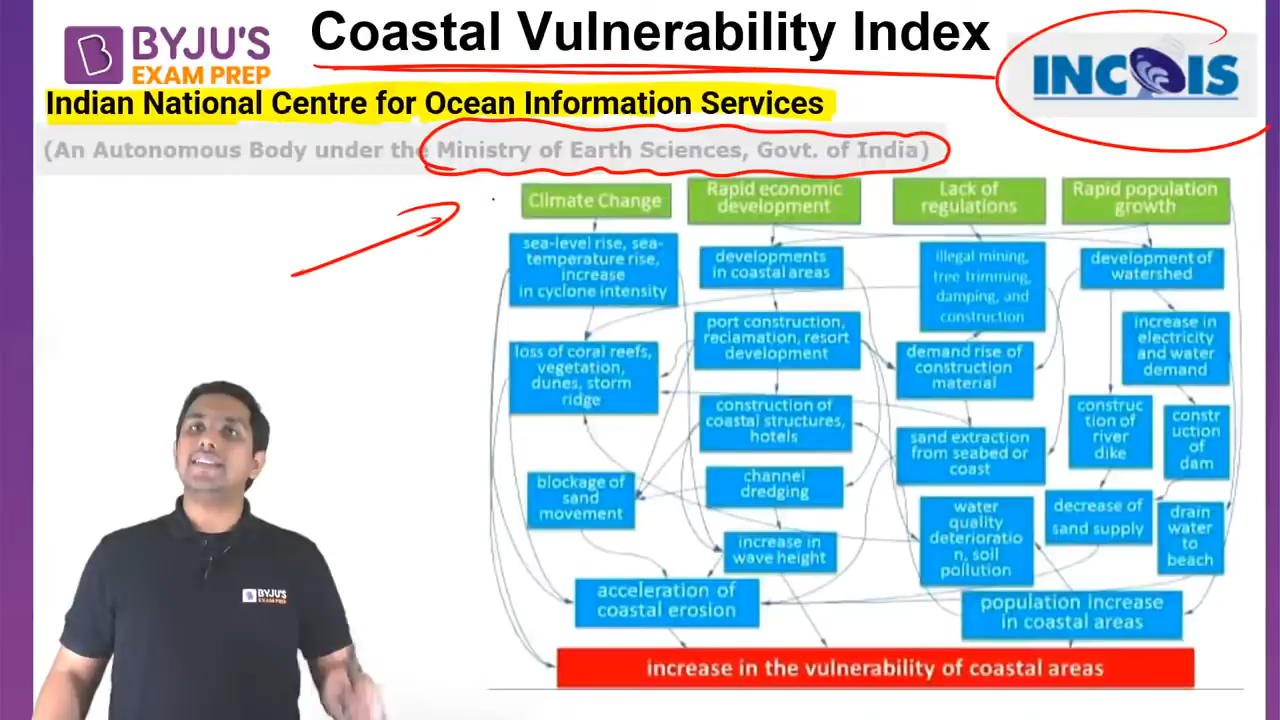 Coastal Vulnerability Index
BYJU'S
EXAM PREP
INCOIS
Indian National Centre for Ocean Information Services
(An Autonomous Body under the Ministry of Earth Sciences, Govt. of India)
Climate Change
Rapid economic
development
Lack of
regulations
Rapid population
growth
sea-level rise, sea-
temperature rise,
increase
in cyclone intensity
developments
in coastal areas
illegal mining,
tree trimming,
damping, and
construction
development of
watershed
loss of coral reefs,
vegetation,
dunes, storm
ridge
port construction,
reclamation, resort
development
demand rise of
construction
material
increase in
electricity
and water
demand
construction of
coastal structures,
hotels
sand extraction
from seabed or
coast
construc
tion of
river
dike
constr
uction
of
dam
blockage of
sand
movement
channel
dredging
water
quality
deterioratio
n, soil
pollution
decrease of
sand supply
drain
water
to
beach
increase in
wave height
acceleration of
coastal erosion
population increase
in coastal areas
increase in the vulnerability of coastal areas
BYJU'S
EXAM PREP